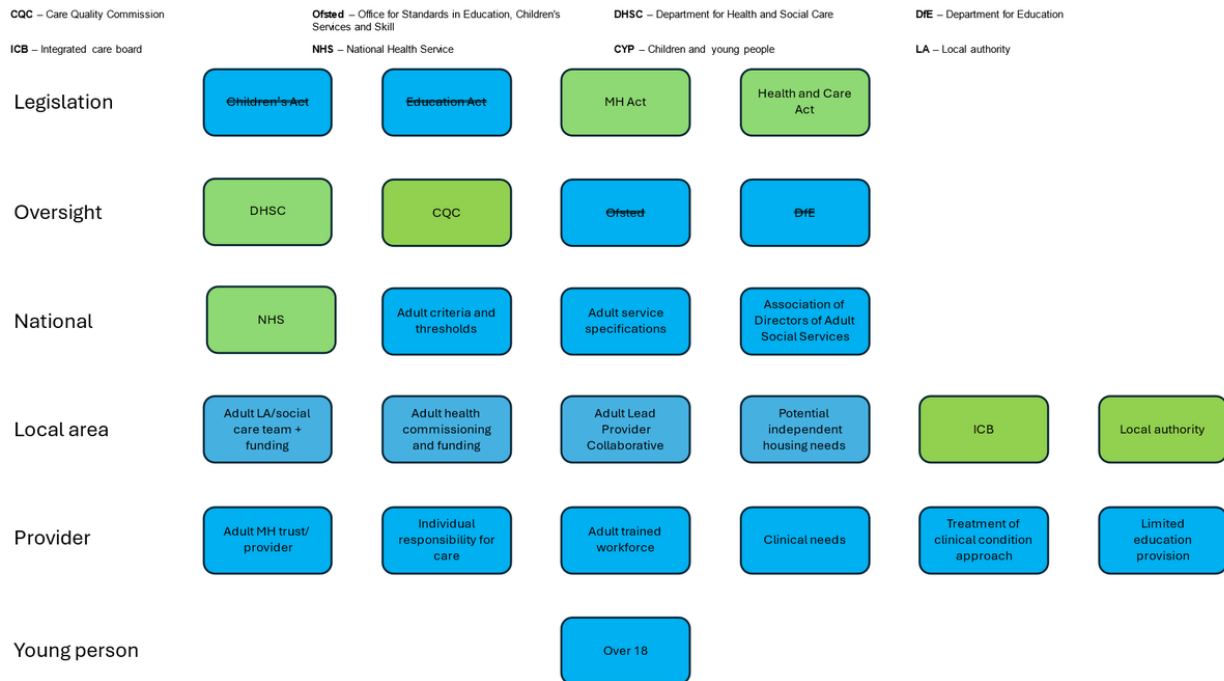 CQC – Care Quality Commission
Ofsted – Office for Standards in Education, Children's
Services and Skill
DHSC – Department for Health and Social Care
DfE – Department for Education
ICB – Integrated care board
NHS – National Health Service
CYP – Children and young people
LA – Local authority
Legislation
Children's Act
Education Act
MH Act
Health and Care
Act
Oversight
DHSC
CQC
Ofsted
DfE
National
NHS
Adult criteria and
thresholds
Adult service
specifications
Association of
Directors of Adult
Social Services
Local area
Adult LA/social
care team +
funding
Adult health
commissioning
and funding
Adult Lead
Provider
Collaborative
Potential
independent
housing needs
ICB
Local authority
Provider
Adult MH trust/
provider
Individual
responsibility for
care
Adult trained
workforce
Clinical needs
Treatment of
clinical condition
approach
Limited
education
provision
Young person
Over 18